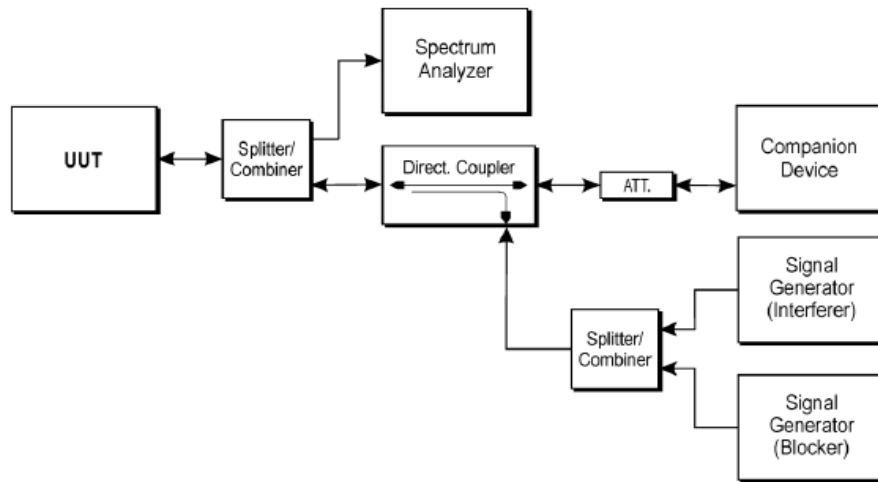 Spectrum
Analyzer
UUT
Splitter/
Combiner
Direct. Coupler
ATT.
Companion
Device
Signal
Generator
(Interferer)
Splitter/
Combiner
Signal
Generator
(Blocker)